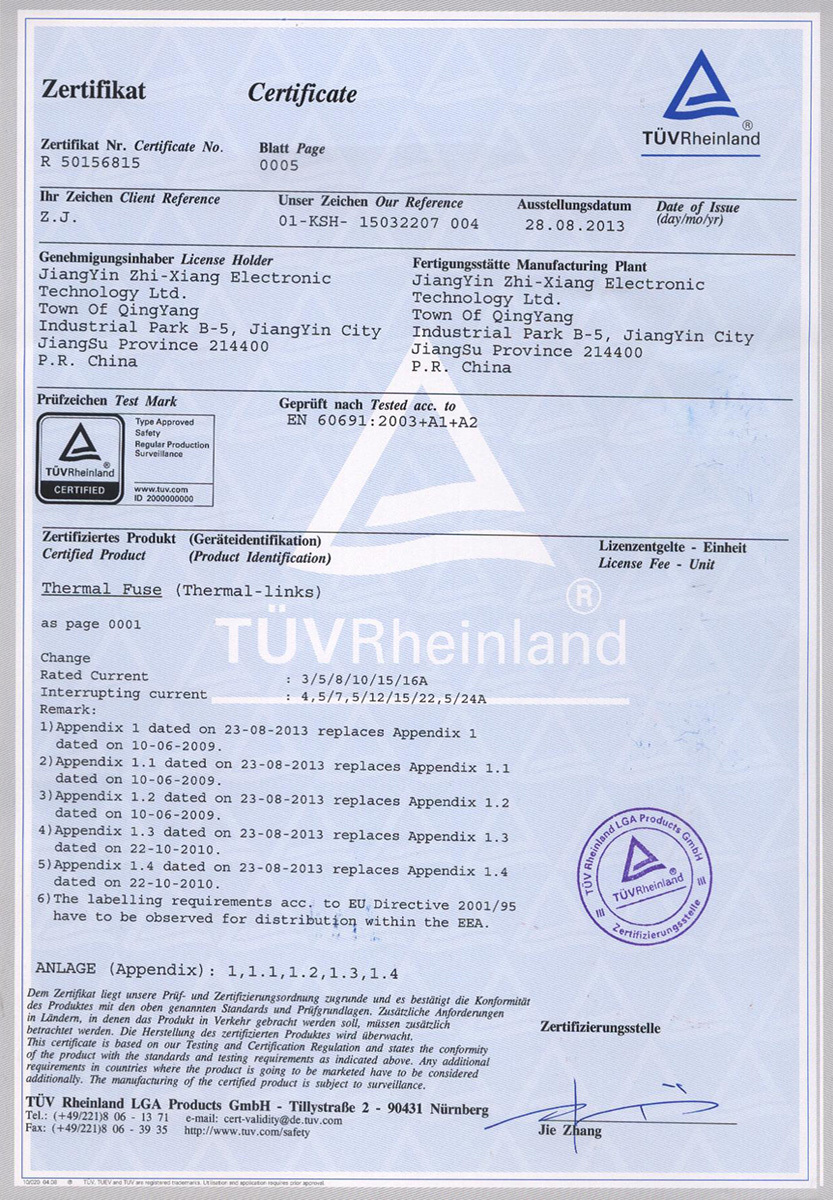 Zertifikat Certificate
TÜVRheinland ®
Zertifikat Nr. Certificate No. Blatt Page
R 50156815 0005
Ihr Zeichen Client Reference Unser Zeichen Our Reference Ausstellungsdatum Date of Issue
Z.J. 01-KSH- 15032207 004 28.08.2013 (day/mo/yr)
Genehmigungsinhaber License Holder
JiangYin Zhi-Xiang Electronic
Technology Ltd.
Town Of QingYang
Industrial Park B-5, JiangYin City
JiangSu Province 214400
P.R. China
Fertigungsstätte Manufacturing Plant
JiangYin Zhi-Xiang Electronic
Technology Ltd.
Town Of QingYang
Industrial Park B-5, JiangYin City
JiangSu Province 214400
P.R. China
Prüfzeichen Test Mark
TÜVRheinland ®
CERTIFIED
Type Approved
Safety
Regular Production
Surveillance
www.tuv.com
ID 2000000000
Geprüft nach Tested acc. to
EN 60691:2003+A1+A2
Zertifiziertes Produkt (Geräteidentifikation)
Certified Product (Product Identification)
Lizenzentgelte - Einheit
License Fee - Unit
Thermal Fuse (Thermal-links)
®
TÜVRheinland
as page 0001
Change
Rated Current : 3/5/8/10/15/16A
Interrupting current : 4,5/7,5/12/15/22,5/24A
Remark:
1)Appendix 1 dated on 23-08-2013 replaces Appendix 1
dated on 10-06-2009.
2)Appendix 1.1 dated on 23-08-2013 replaces Appendix 1.1
dated on 10-06-2009.
3)Appendix 1.2 dated on 23-08-2013 replaces Appendix 1.2
dated on 10-06-2009.
4)Appendix 1.3 dated on 23-08-2013 replaces Appendix 1.3
dated on 22-10-2010.
5)Appendix 1.4 dated on 23-08-2013 replaces Appendix 1.4
dated on 22-10-2010.
6)The labelling requirements acc. to EU Directive 2001/95
have to be observed for distribution within the EEA.
TÜV Rheinland LGA Products GmbH
TÜVRheinland ®
Zertifizierungsstelle
ANLAGE (Appendix): 1,1.1,1.2,1.3,1.4
Dem Zertifikat liegt unsere Prüf- und Zertifizierungsordnung zugrunde und es bestätigt die Konformität
des Produktes mit den oben genannten Standards und Prüfgrundlagen. Zusätzliche Anforderungen
in Ländern, in denen das Produkt in Verkehr gebracht werden soll, müssen zusätzlich
betrachtet werden. Die Herstellung des zertifizierten Produktes wird überwacht.
This certificate is based on our Testing and Certification Regulation and states the conformity
of the product with the standards and testing requirements as indicated above. Any additional
requirements in countries where the product is going to be marketed have to be considered
additionally. The manufacturing of the certified product is subject to surveillance.
Zertifizierungsstelle
TÜV Rheinland LGA Products GmbH - Tillystraße 2 - 90431 Nürnberg
Tel.: (+49/221)8 06 - 13 71 e-mail: cert-validity@de.tuv.com
Fax: (+49/221)8 06 - 39 35 http://www.tuv.com/safety
Jie Zhang
10/020 04.08 ® TÜV, TUEV and TUV are registered trademarks. Utilisation and application requires prior approval.